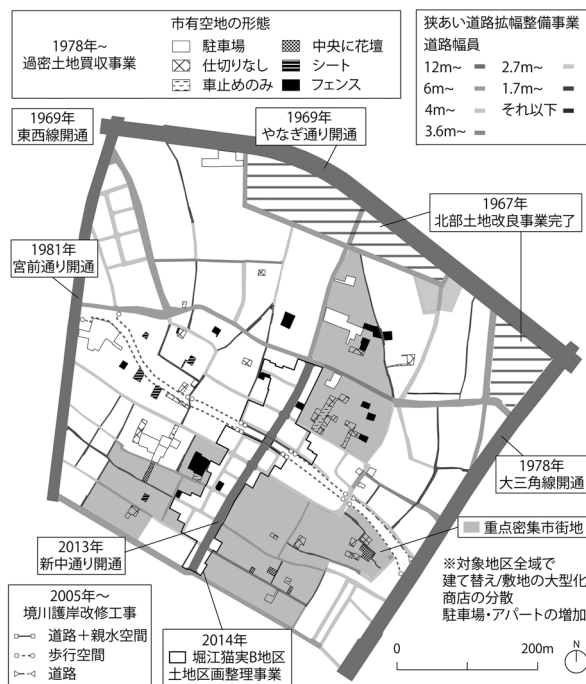 1978年~
過密土地買収事業
市有空地の形態
駐車場
中央に花壇
仕切りなし
シート
車止めのみ
フェンス
狭あい道路拡幅整備事業
道路幅員
12m~
2.7m~
6m~
1.7m~
4m~
それ以下
3.6m~
1969年
東西線開通
1969年
やなぎ通り開通
1967年
北部土地改良事業完了
1981年
宮前通り開通
1978年
大三角線開通
重点密集市街地
2013年
新中通り開通
※対象地区全域で
建て替え/敷地の大型化
商店の分散
駐車場・アパートの増加
2005年~
境川護岸改修工事
道路+親水空間
歩行空間
道路
2014年
堀江猫実B地区
土地区画整理事業
0
200m
N